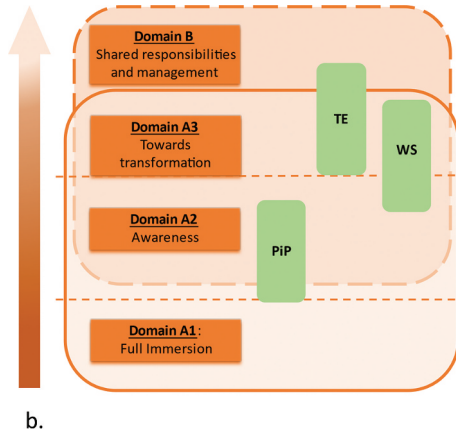 Domain B
Shared responsibilities
and management
TE
WS
Domain A3
Towards
transformation
Domain A2
Awareness
PiP
Domain A1:
Full Immersion
b.